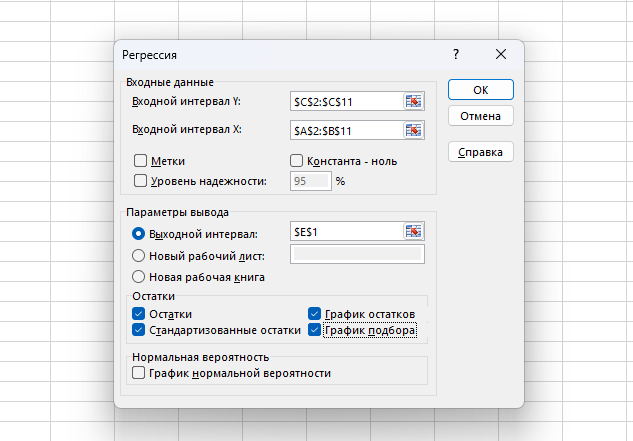 Регрессия
?
Входные данные
Входной интервал Y: $C$2:$C$11
OK
Отмена
Входной интервал X: $A$2:$B$11
Справка
Метки
Константа - ноль
Уровень надежности: 95 %
Параметры вывода
Выходной интервал: $E$1
Новый рабочий лист:
Новая рабочая книга
Остатки
Остатки
График остатков
Стандартизованные остатки
График подбора
Нормальная вероятность
График нормальной вероятности